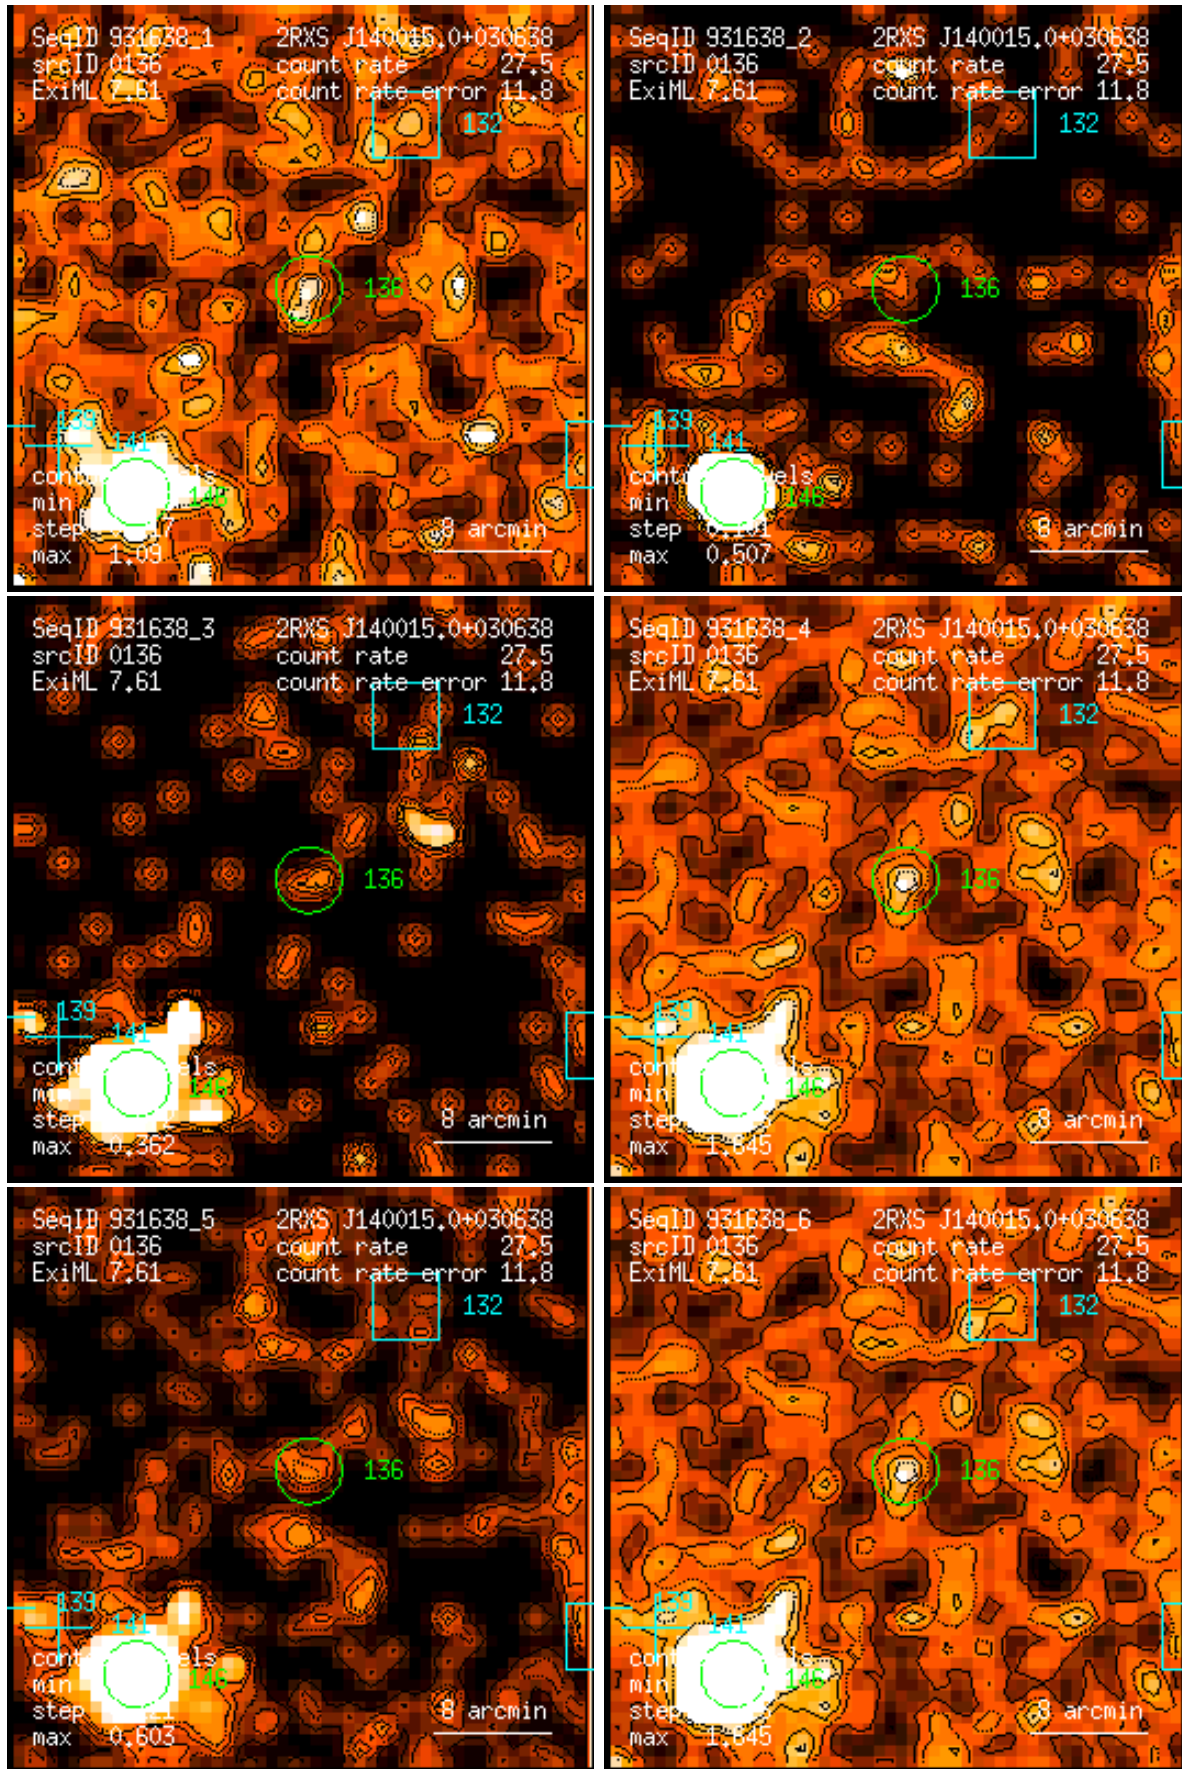 SeqID 931638_1 2RXS J140015.0+030638
srcID 0136 count rate 27.5
ExiML 7.61 count rate error 11.8
132
136
139
141
146
min
step
max 1.09
8 arcmin
SeqID 931638_2 2RXS J140015.0+030638
srcID 0136 count rate 27.5
ExiML 7.61 count rate error 11.8
132
136
139
141
146
min
step
max 0.507
8 arcmin
SeqID 931638_3 2RXS J140015.0+030638
srcID 0136 count rate 27.5
ExiML 7.61 count rate error 11.8
132
136
139
141
146
min
step
max 0.362
8 arcmin
SeqID 931638_4 2RXS J140015.0+030638
srcID 0136 count rate 27.5
ExiML 7.61 count rate error 11.8
132
136
139
141
146
min
step
max 1.645
8 arcmin
SeqID 931638_5 2RXS J140015.0+030638
srcID 0136 count rate 27.5
ExiML 7.61 count rate error 11.8
132
136
139
141
146
min
step
max 0.603
8 arcmin
SeqID 931638_6 2RXS J140015.0+030638
srcID 0136 count rate 27.5
ExiML 7.61 count rate error 11.8
132
136
139
141
146
min
step
max 1.645
8 arcmin